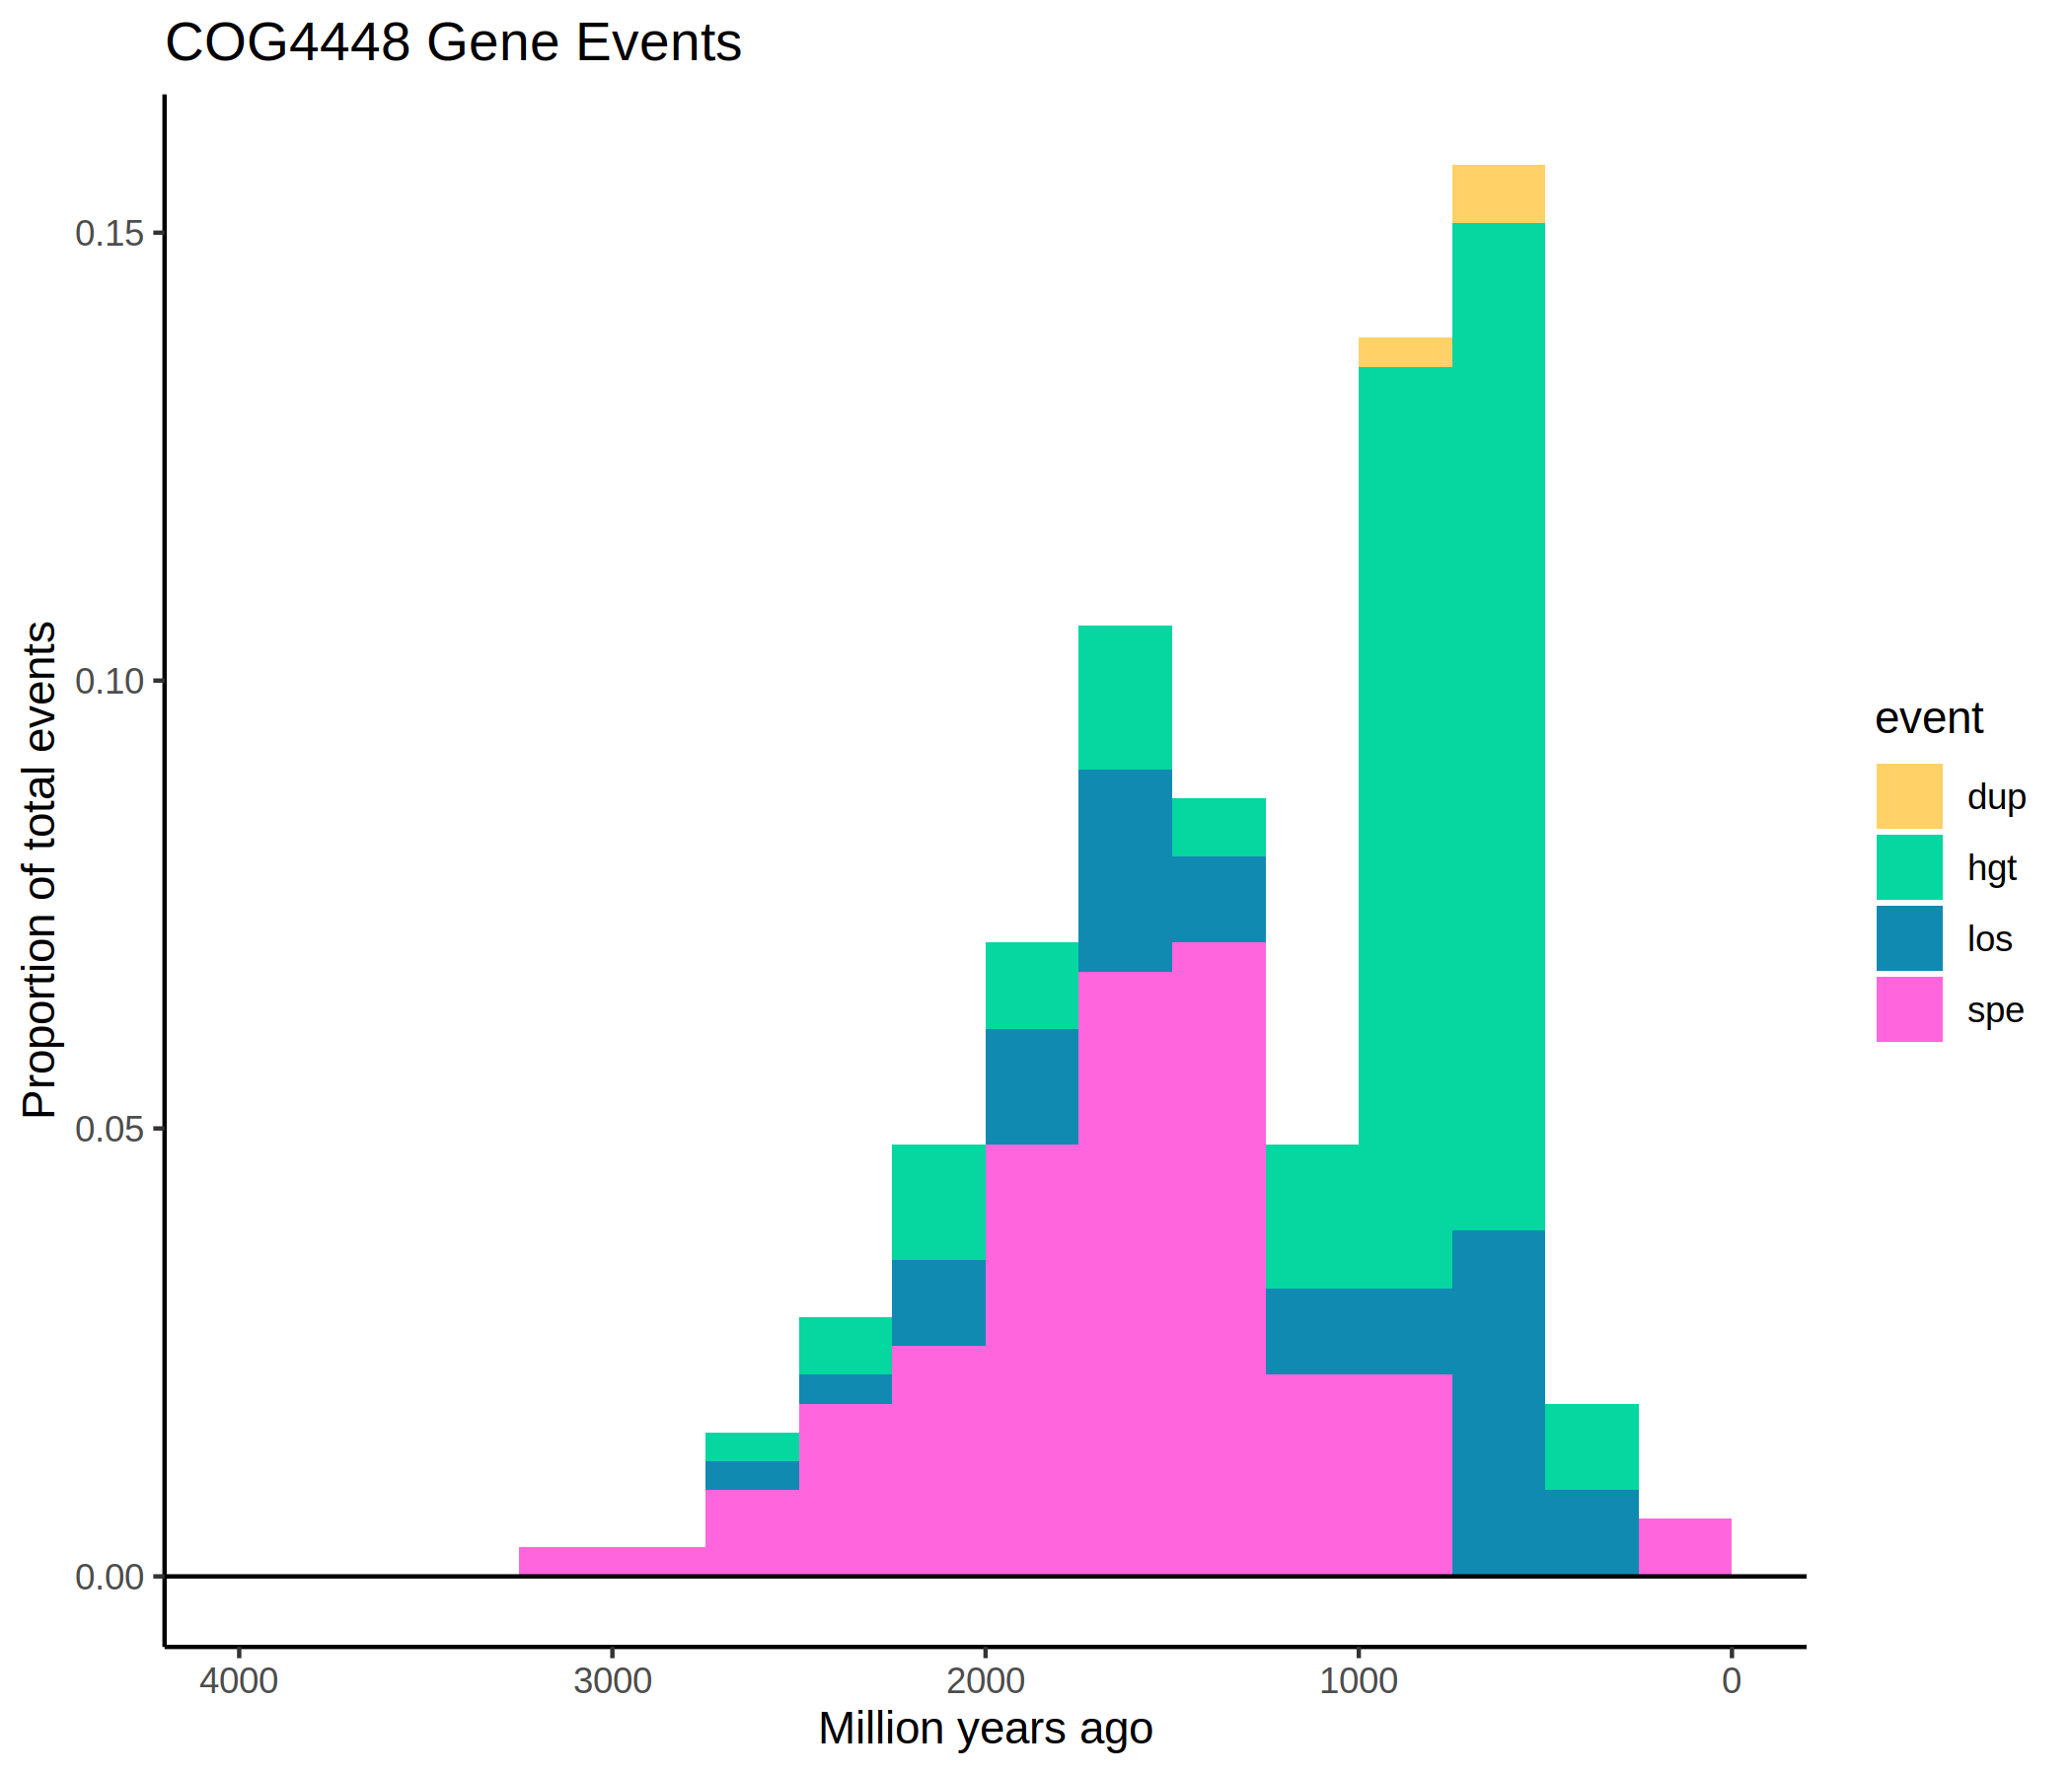 COG4448 Gene Events
Proportion of total events
0.15
0.10
0.05
0.00
4000 3000 2000 1000 0
Million years ago
event
dup
hgt
los
spe